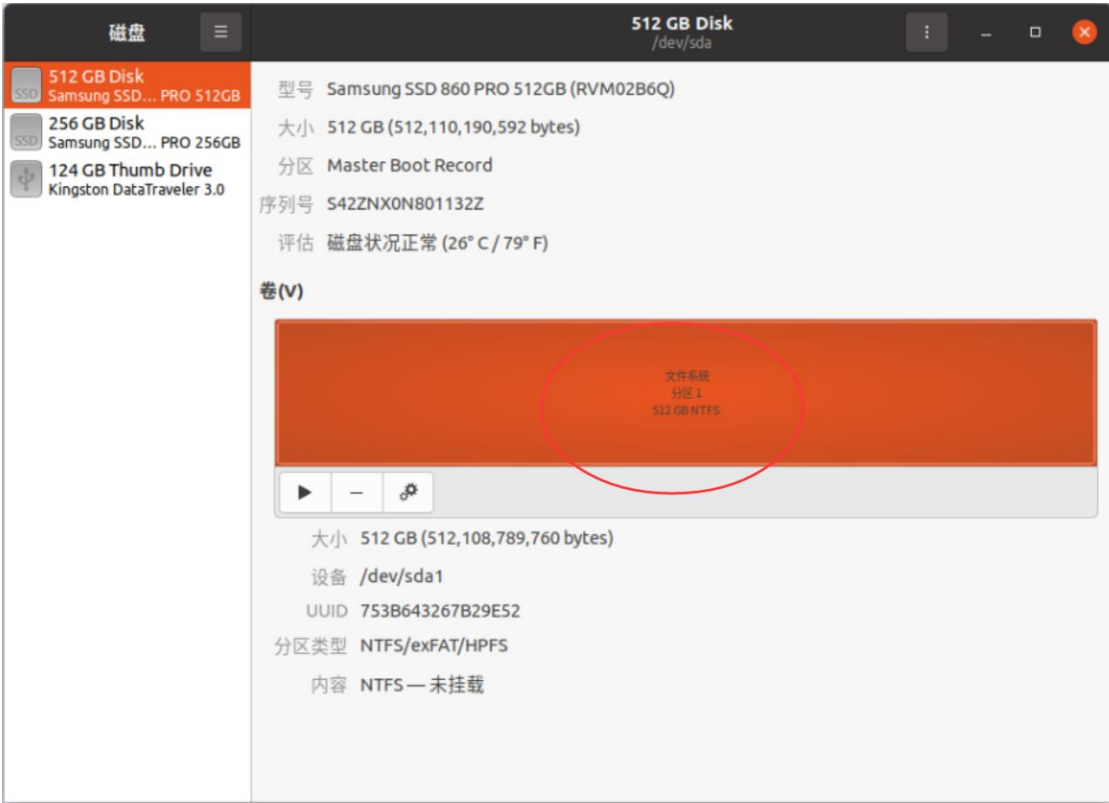 磁盘
512 GB Disk
/dev/sda
512 GB Disk
Samsung SSD... PRO 512GB
256 GB Disk
Samsung SSD... PRO 256GB
124 GB Thumb Drive
Kingston DataTraveler 3.0
SSD
SSD
型号 Samsung SSD 860 PRO 512GB (RVM02B6Q)
大小 512 GB (512,110,190,592 bytes)
分区 Master Boot Record
序列号 S42ZNX0N801132Z
评估 磁盘状况正常 (26° C / 79° F)
卷(V)
文件系统
分区 1
512 GB NTFS
大小 512 GB (512,108,789,760 bytes)
设备 /dev/sda1
UUID 753B643267B29E52
分区类型 NTFS/exFAT/HPFS
内容 NTFS — 未挂载